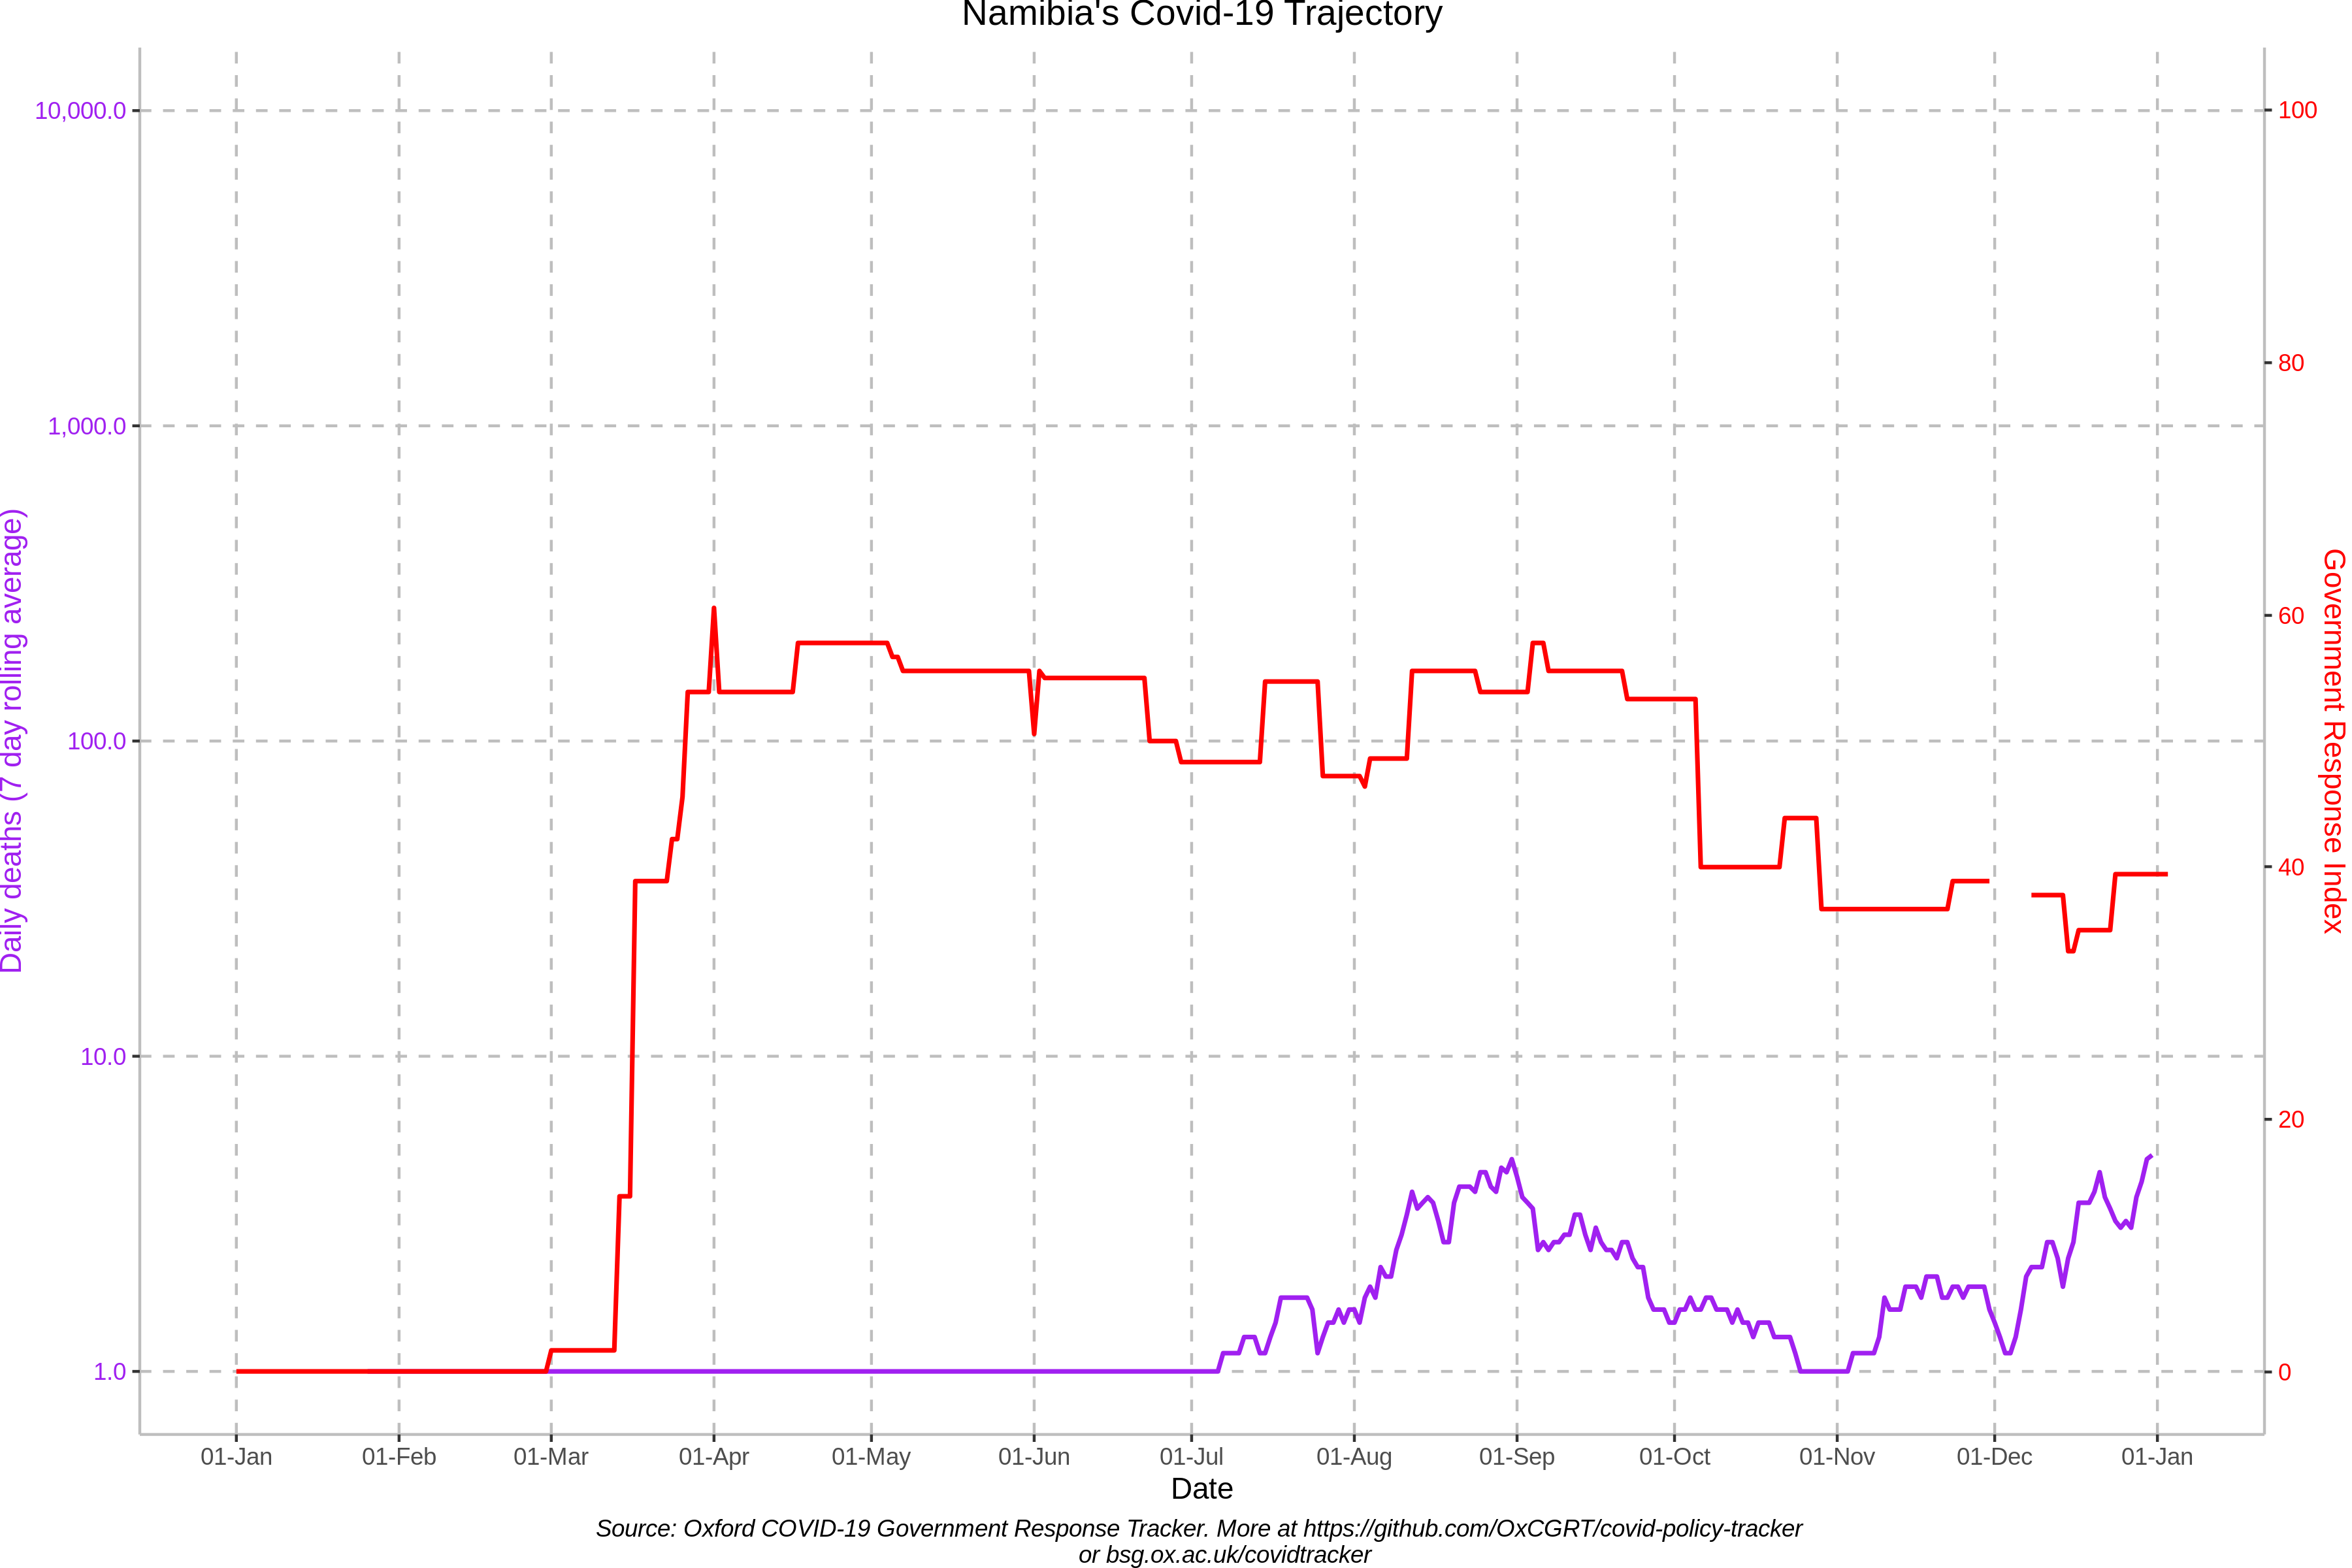 Namibia's Covid-19 Trajectory
10,000.0
1,000.0
100.0
10.0
1.0
Daily deaths (7 day rolling average)
100
80
60
40
20
0
Government Response Index
01-Jan 01-Feb 01-Mar 01-Apr 01-May 01-Jun 01-Jul 01-Aug 01-Sep 01-Oct 01-Nov 01-Dec 01-Jan
Date
Source: Oxford COVID-19 Government Response Tracker. More at https://github.com/OxCGRT/covid-policy-tracker
or bsg.ox.ac.uk/covidtracker